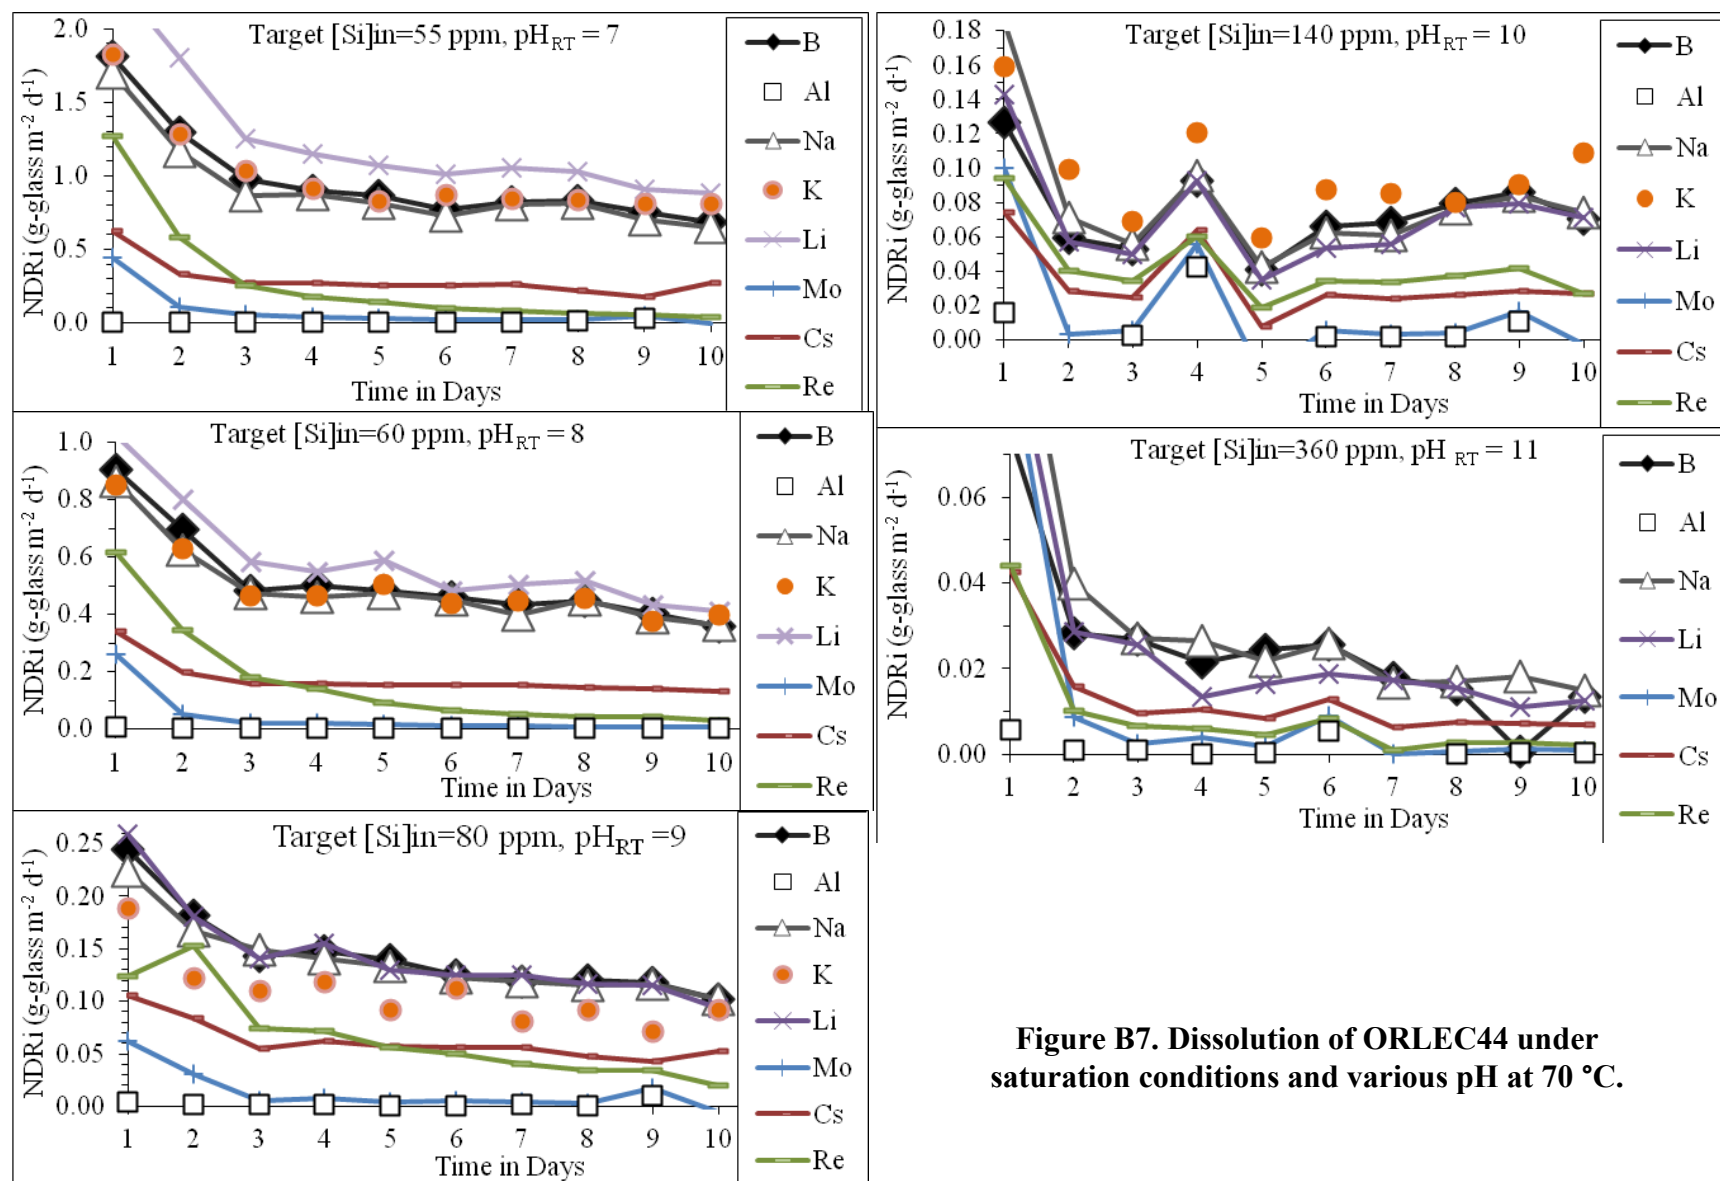 Target [Si]in=55 ppm, pHRT = 7
NDRi (g-glass m-2 d-1)
2.0
1.5
1.0
0.5
0.0
1 2 3 4 5 6 7 8 9 10
Time in Days
B
Al
Na
K
Li
Mo
Cs
Re
Target [Si]in=60 ppm, pHRT = 8
NDRi (g-glass m-2 d-1)
1.0
0.8
0.6
0.4
0.2
0.0
1 2 3 4 5 6 7 8 9 10
Time in Days
B
Al
Na
K
Li
Mo
Cs
Re
Target [Si]in=80 ppm, pHRT =9
NDRi (g-glass m-2 d-1)
0.25
0.20
0.15
0.10
0.05
0.00
1 2 3 4 5 6 7 8 9 10
Time in Days
B
Al
Na
K
Li
Mo
Cs
Re
Target [Si]in=140 ppm, pHRT = 10
NDRi (g-glass m-2 d-1)
0.18
0.16
0.14
0.12
0.10
0.08
0.06
0.04
0.02
0.00
1 2 3 4 5 6 7 8 9 10
Time in Days
B
Al
Na
K
Li
Mo
Cs
Re
Target [Si]in=360 ppm, pH RT = 11
NDRi (g-glass m-2 d-1)
0.06
0.04
0.02
0.00
1 2 3 4 5 6 7 8 9 10
Time in Days
B
Al
Na
Li
Mo
Cs
Re
Figure B7. Dissolution of ORLEC44 under
saturation conditions and various pH at 70 °C.